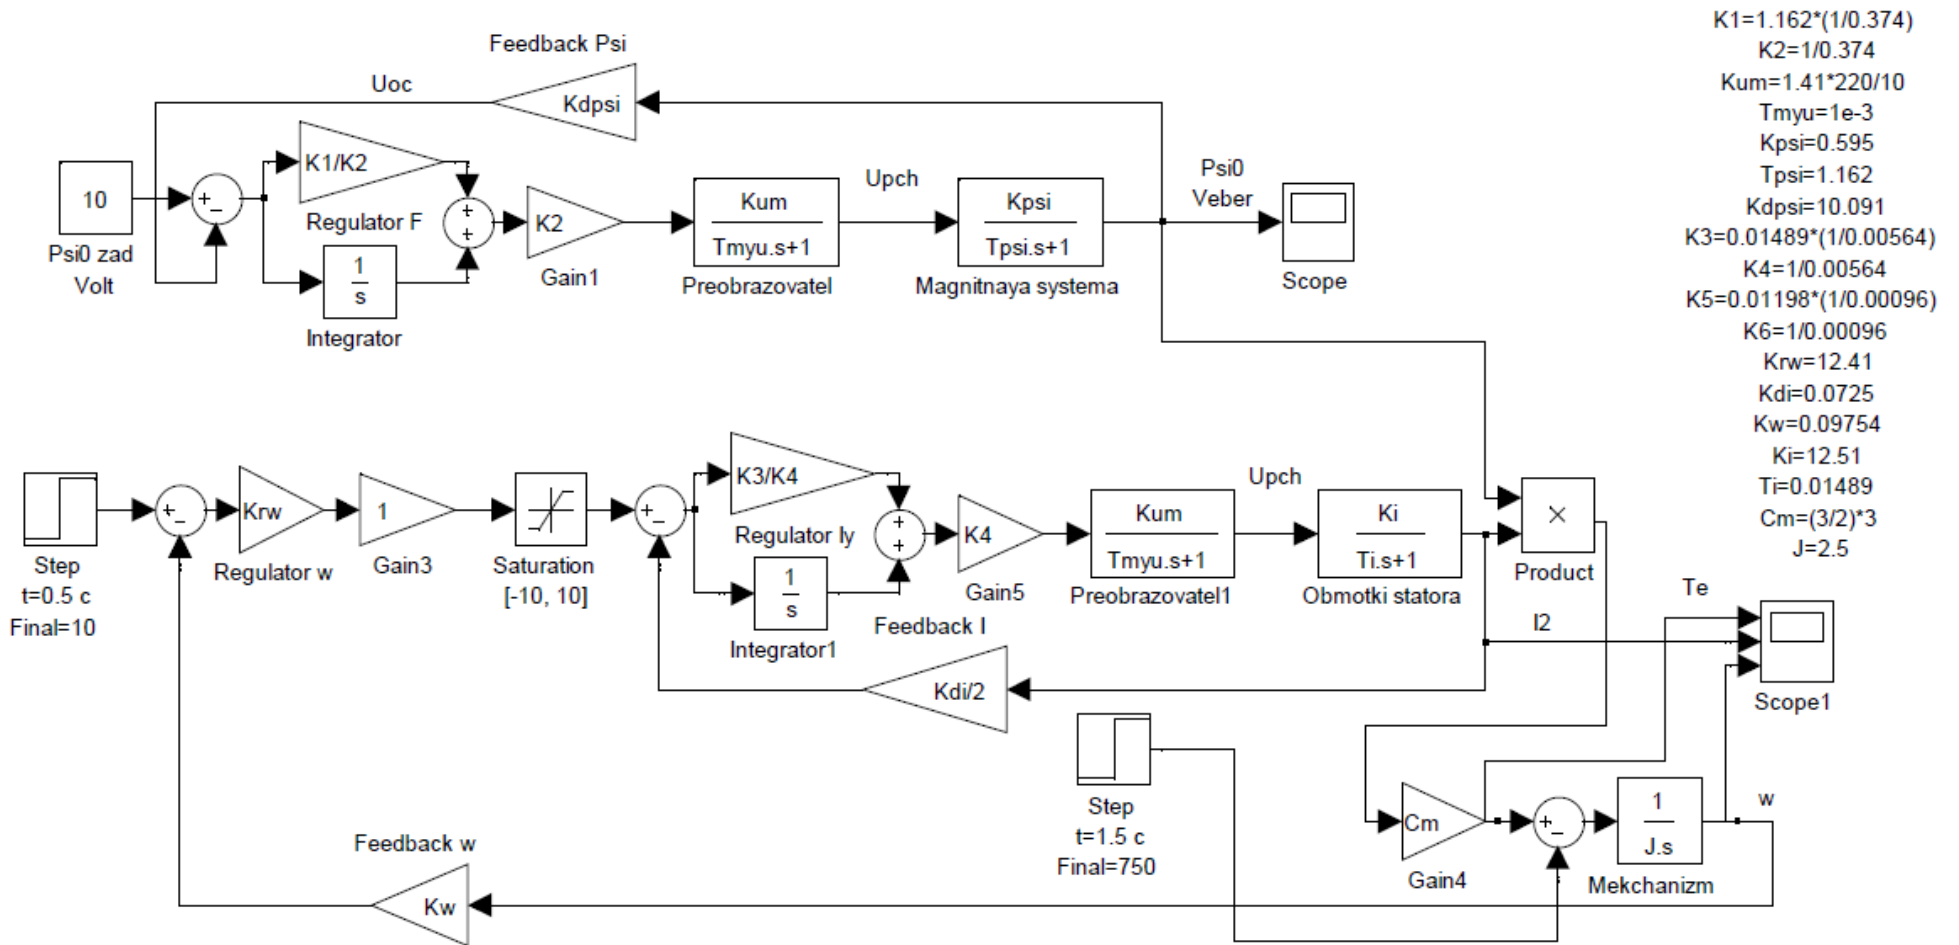 Feedback Psi
Uoc
Kdpsi
10
Psi0 zad
Volt
+
−
K1/K2
Regulator F
1
s
Integrator
+
+
K2
Gain1
Kum
Tmyu.s+1
Preobrazovatel
Upch
Kpsi
Tpsi.s+1
Magnitnaya systema
Psi0
Veber
Scope
K1=1.162*(1/0.374)
K2=1/0.374
Kum=1.41*220/10
Tmyu=1e-3
Kpsi=0.595
Tpsi=1.162
Kdpsi=10.091
K3=0.01489*(1/0.00564)
K4=1/0.00564
K5=0.01198*(1/0.00096)
K6=1/0.00096
Krw=12.41
Kdi=0.0725
Kw=0.09754
Ki=12.51
Ti=0.01489
Cm=(3/2)*3
J=2.5
Step
t=0.5 c
Final=10
+
−
Krw
Regulator w
1
Gain3
Saturation
[-10, 10]
+
−
K3/K4
Regulator Iy
1
s
Integrator1
+
+
K4
Gain5
Kum
Tmyu.s+1
Preobrazovatel1
Upch
Ki
Ti.s+1
Obmotki statora
×
Product
Te
I2
Scope1
Feedback I
Kdi/2
Step
t=1.5 c
Final=750
Cm
Gain4
+
−
1
J.s
Mekchanizm
w
Feedback w
Kw